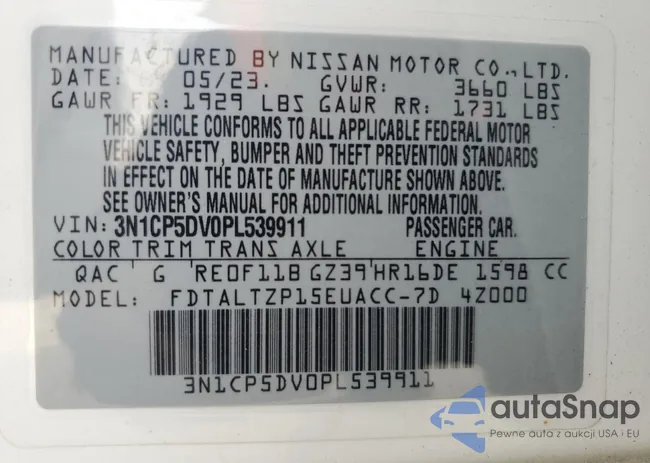 MANUFACTURED BY NISSAN MOTOR CO., LTD.
DATE: 05/23. GVWR: 3660 LBS
GAWR FR: 1929 LBS GAWR RR: 1731 LBS
THIS VEHICLE CONFORMS TO ALL APPLICABLE FEDERAL MOTOR
VEHICLE SAFETY, BUMPER AND THEFT PREVENTION STANDARDS
IN EFFECT ON THE DATE OF MANUFACTURE SHOWN ABOVE.
SEE OWNER'S MANUAL FOR ADDITIONAL INFORMATION.
VIN: 3N1CP5DV0PL539911 PASSENGER CAR.
COLOR TRIM TRANS AXLE ENGINE
QAC G RE0F11B GZ39 HR16DE 1598 CC
MODEL: FDTALTZP15EUACC-7D 4Z000
3N1CP5DV0PL539911
autaSnap
Pewne auta z aukcji USA i EU